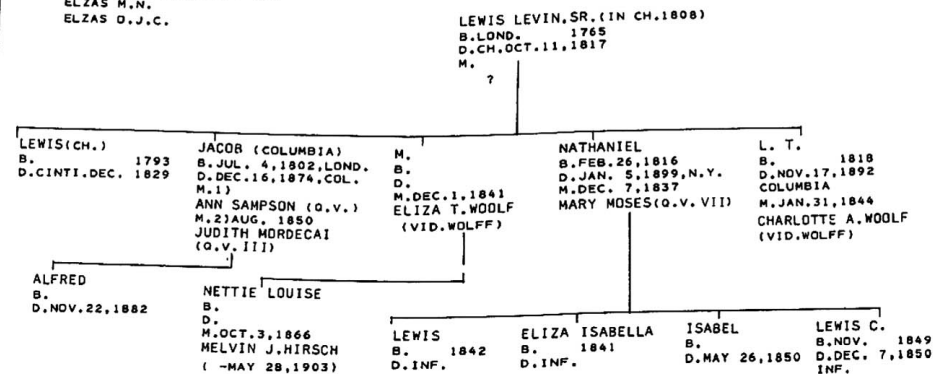 ELZAS M.N.
ELZAS O.J.C.
LEWIS LEVIN,SR.(IN CH.1808)
B.LOND. 1765
D.CH.OCT.11,1817
M.
?
LEWIS(CH.)
B. 1793
D.CINTI.DEC. 1829
JACOB (COLUMBIA)
B.JUL. 4,1802,LOND.
D.DEC.16,1874,COL.
M.1)
ANN SAMPSON (Q.V.)
M.2)AUG. 1850
JUDITH MORDECAI
(Q.V.III)
M.
B.
D.
M.DEC.1,1841
ELIZA T.WOOLF
(VID.WOLFF)
NATHANIEL
B.FEB.26,1816
D.JAN. 5,1899,N.Y.
M.DEC. 7,1837
MARY MOSES(Q.V.VII)
L. T.
B. 1818
D.NOV.17,1892
COLUMBIA
M.JAN.31,1844
CHARLOTTE A.WOOLF
(VID.WOLFF)
ALFRED
B.
D.NOV.22,1882
NETTIE LOUISE
B.
D.
M.OCT.3,1866
MELVIN J.HIRSCH
( -MAY 28,1903)
LEWIS
B. 1842
D.INF.
ELIZA ISABELLA
B. 1841
D.INF.
ISABEL
B.
D.MAY 26,1850
LEWIS C.
B.NOV. 1849
D.DEC. 7,1850
INF.